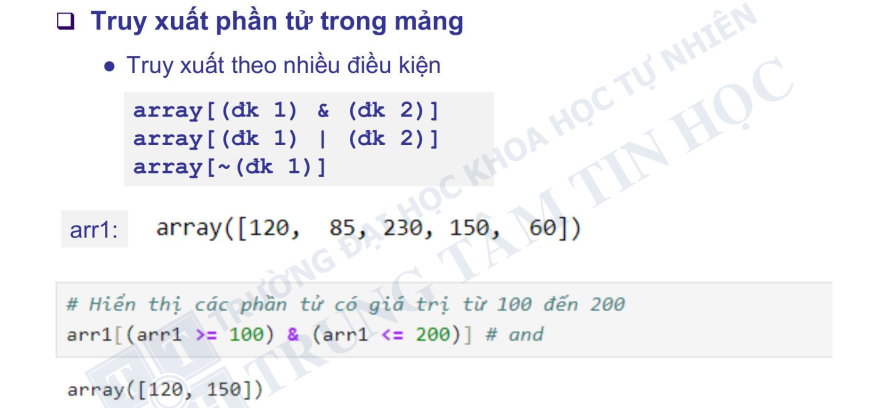 Truy xuất phần tử trong mảng
Truy xuất theo nhiều điều kiện
array[(đk 1) & (đk 2)]
array[(đk 1) | (đk 2)]
array[~(đk 1)]
arr1: array([120, 85, 230, 150, 60])
# Hiển thị các phần tử có giá trị từ 100 đến 200
arr1[(arr1 >= 100) & (arr1 <= 200)] # and
array([120, 150])
TRƯỜNG ĐẠI HỌC KHOA HỌC TỰ NHIÊN
TRUNG TÂM TIN HỌC